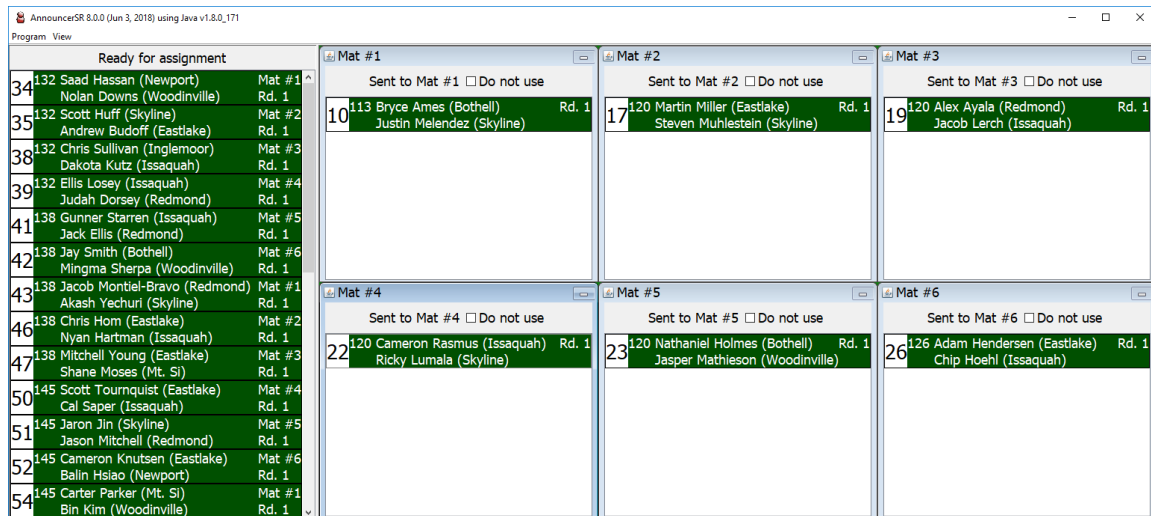 AnnouncerSR 8.0.0 (Jun 3, 2018) using Java v1.8.0_171
Program View
Ready for assignment
34 132 Saad Hassan (Newport) Mat #1
Nolan Downs (Woodinville) Rd. 1
35 132 Scott Huff (Skyline) Mat #2
Andrew Budoff (Eastlake) Rd. 1
38 132 Chris Sullivan (Inglemoor) Mat #3
Dakota Kutz (Issaquah) Rd. 1
39 132 Ellis Losey (Issaquah) Mat #4
Judah Dorsey (Redmond) Rd. 1
41 138 Gunner Starren (Issaquah) Mat #5
Jack Ellis (Redmond) Rd. 1
42 138 Jay Smith (Bothell) Mat #6
Mingma Sherpa (Woodinville) Rd. 1
43 138 Jacob Montiel-Bravo (Redmond) Mat #1
Akash Yechuri (Skyline) Rd. 1
46 138 Chris Hom (Eastlake) Mat #2
Nyan Hartman (Issaquah) Rd. 1
47 138 Mitchell Young (Eastlake) Mat #3
Shane Moses (Mt. Si) Rd. 1
50 145 Scott Tournquist (Eastlake) Mat #4
Cal Saper (Issaquah) Rd. 1
51 145 Jaron Jin (Skyline) Mat #5
Jason Mitchell (Redmond) Rd. 1
52 145 Cameron Knutsen (Eastlake) Mat #6
Balin Hsiao (Newport) Rd. 1
54 145 Carter Parker (Mt. Si) Mat #1
Bin Kim (Woodinville) Rd. 1
Mat #1
Sent to Mat #1 Do not use
10 113 Bryce Ames (Bothell) Rd. 1
Justin Melendez (Skyline)
Mat #2
Sent to Mat #2 Do not use
17 120 Martin Miller (Eastlake) Rd. 1
Steven Muhlestein (Skyline)
Mat #3
Sent to Mat #3 Do not use
19 120 Alex Ayala (Redmond) Rd. 1
Jacob Lerch (Issaquah)
Mat #4
Sent to Mat #4 Do not use
22 120 Cameron Rasmus (Issaquah) Rd. 1
Ricky Lumala (Skyline)
Mat #5
Sent to Mat #5 Do not use
23 120 Nathaniel Holmes (Bothell) Rd. 1
Jasper Mathieson (Woodinville)
Mat #6
Sent to Mat #6 Do not use
26 126 Adam Hendersen (Eastlake) Rd. 1
Chip Hoehl (Issaquah)